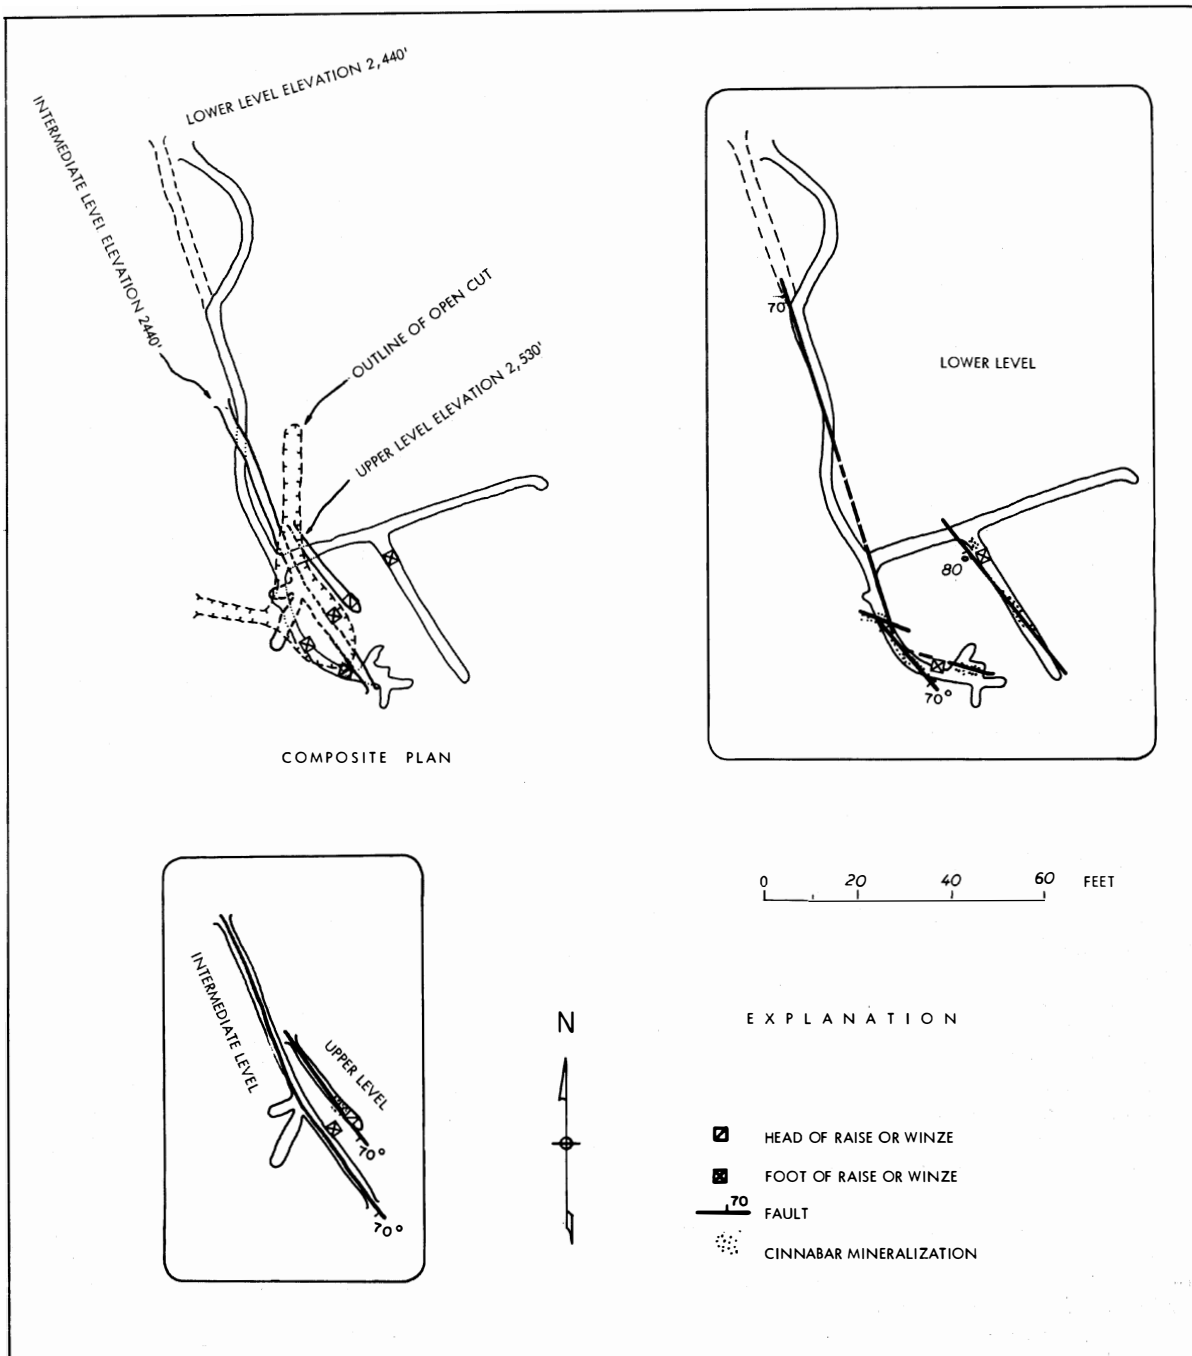 LOWER LEVEL ELEVATION 2,440'
INTERMEDIATE LEVEL ELEVATION 2440'
OUTLINE OF OPEN CUT
UPPER LEVEL ELEVATION 2,530'
COMPOSITE PLAN
70
LOWER LEVEL
80°
70°
INTERMEDIATE LEVEL
UPPER LEVEL
70°
70°
0 20 40 60 FEET
N
EXPLANATION
HEAD OF RAISE OR WINZE
FOOT OF RAISE OR WINZE
70 FAULT
CINNABAR MINERALIZATION